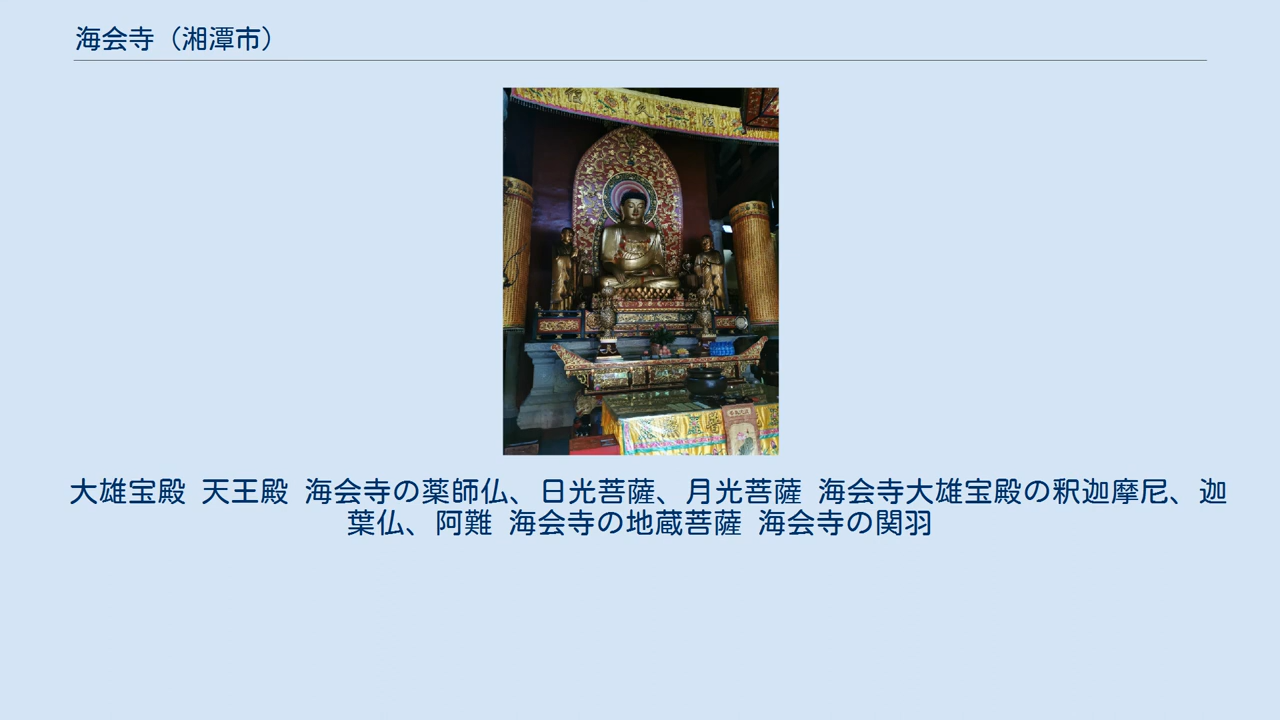 海会寺（湘潭市）
大雄宝殿 天王殿 海会寺の薬師仏、日光菩薩、月光菩薩 海会寺大雄宝殿の釈迦摩尼、迦
葉仏、阿難 海会寺の地蔵菩薩 海会寺の関羽